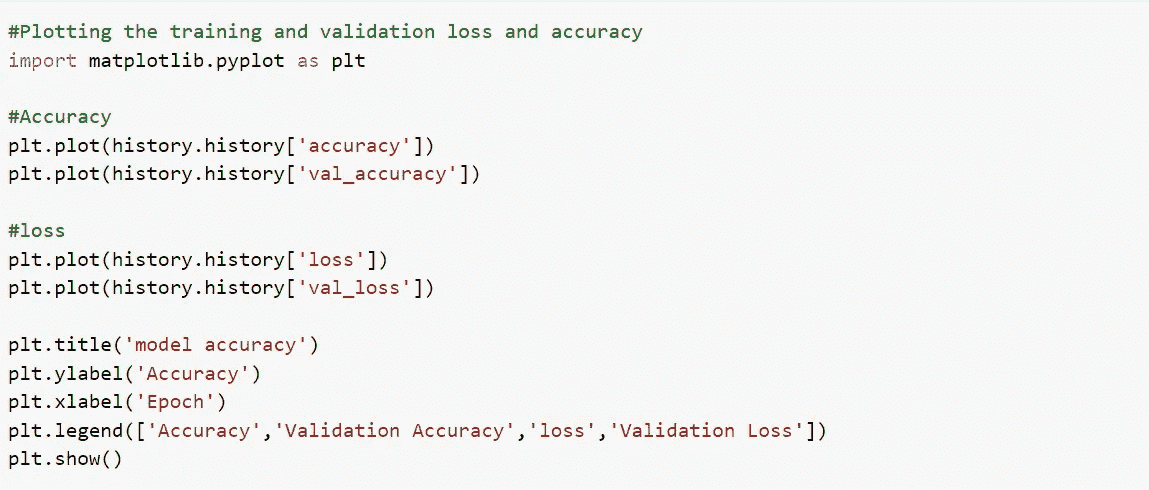 #Plotting the training and validation loss and accuracy
import matplotlib.pyplot as plt
#Accuracy
plt.plot(history.history['accuracy'])
plt.plot(history.history['val_accuracy'])
#loss
plt.plot(history.history['loss'])
plt.plot(history.history['val_loss'])
plt.title('model accuracy')
plt.ylabel('Accuracy')
plt.xlabel('Epoch')
plt.legend(['Accuracy','Validation Accuracy','loss','Validation Loss'])
plt.show()